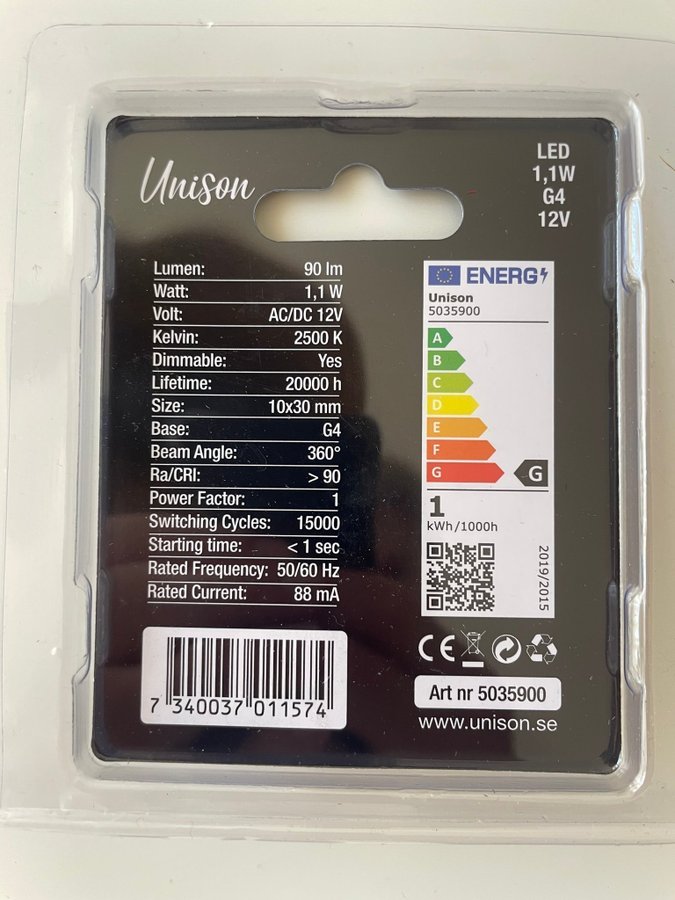 Unison
LED
1,1W
G4
12V
Lumen: 90 lm
Watt: 1,1 W
Volt: AC/DC 12V
Kelvin: 2500 K
Dimmable: Yes
Lifetime: 20000 h
Size: 10x30 mm
Base: G4
Beam Angle: 360°
Ra/CRI: > 90
Power Factor: 1
Switching Cycles: 15000
Starting time: < 1 sec
Rated Frequency: 50/60 Hz
Rated Current: 88 mA
7 340037 011574
ENERG
Unison
5035900
A
B
C
D
E
F
G
G
1
kWh/1000h
2019/2015
CE
Art nr 5035900
www.unison.se